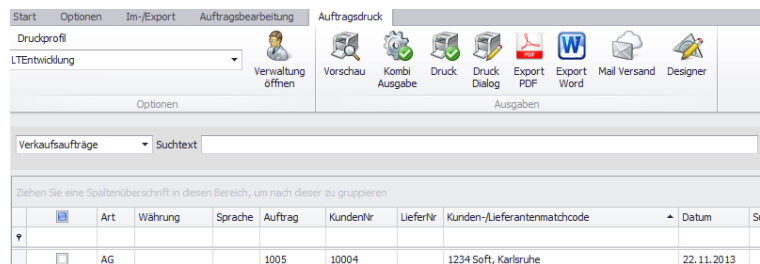 Start Optionen Im-/Export Auftragsbearbeitung Auftragsdruck
Druckprofil
LTEntwicklung
Verwaltung öffnen
Vorschau
Kombi Ausgabe
Druck
Druck Dialog
Export PDF
Export Word
Mail Versand
Designer
Optionen Ausgaben
Verkaufsaufträge Suchtext
Ziehen Sie eine Spaltenüberschrift in diesen Bereich, um nach dieser zu gruppieren
Art Währung Sprache Auftrag KundenNr LieferNr Kunden-/Lieferantenmatchcode Datum
AG 1005 10004 1234 Soft, Karlsruhe 22.11.2013